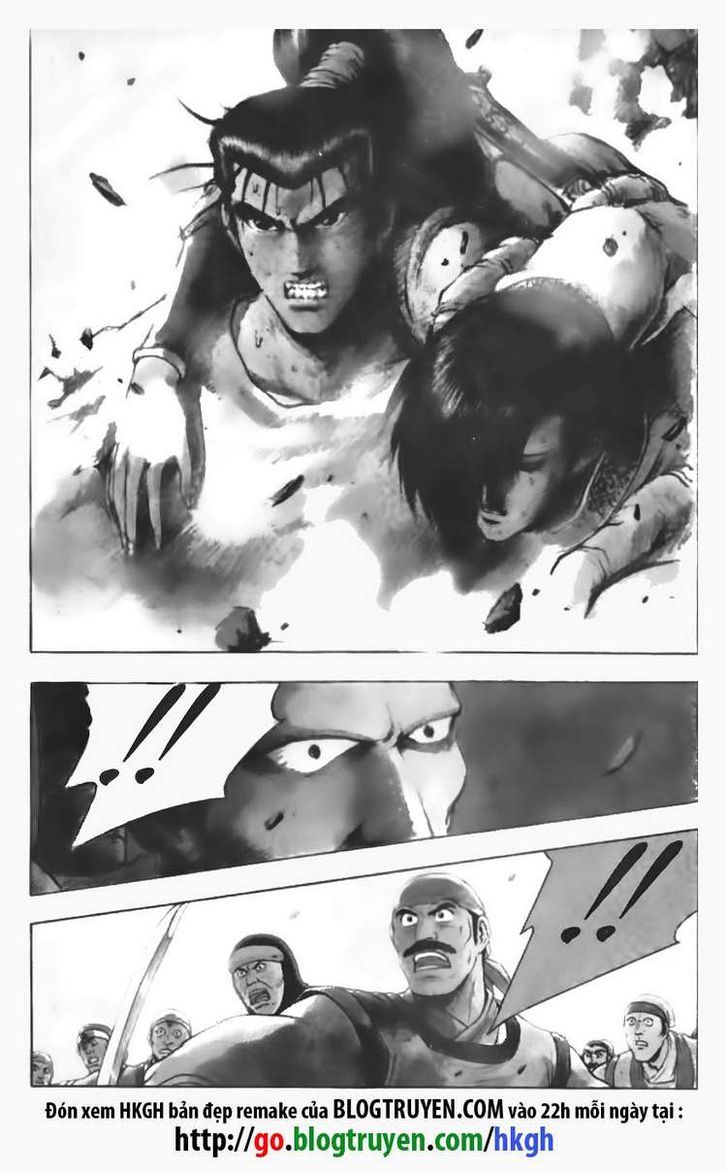 !!
!!
Đón xem HKGH bản đẹp remake của BLOGTRUYEN.COM vào 22h mỗi ngày tại :
http://go.blogtruyen.com/hkgh